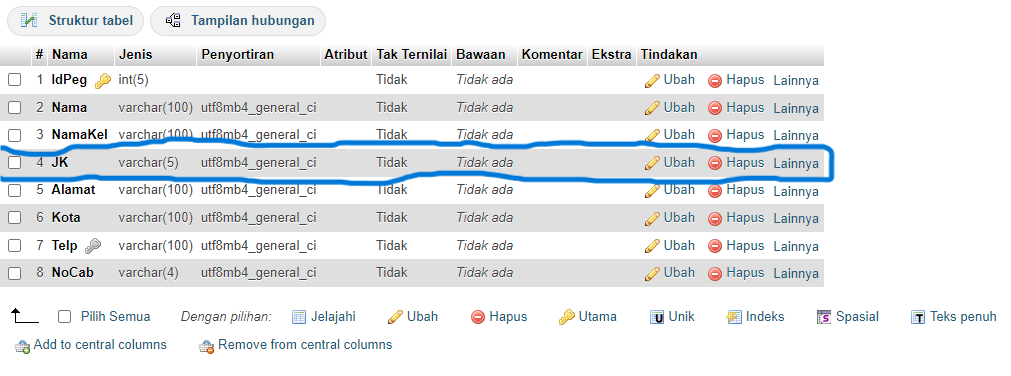 Struktur tabel Tampilan hubungan
# Nama Jenis Penyortiran Atribut Tak Ternilai Bawaan Komentar Ekstra Tindakan
1 IdPeg int(5) Tidak Tidak ada Ubah Hapus Lainnya
2 Nama varchar(100) utf8mb4_general_ci Tidak Tidak ada Ubah Hapus Lainnya
3 NamaKel varchar(100) utf8mb4_general_ci Tidak Tidak ada Ubah Hapus Lainnya
4 JK varchar(5) utf8mb4_general_ci Tidak Tidak ada Ubah Hapus Lainnya
5 Alamat varchar(100) utf8mb4_general_ci Tidak Tidak ada Ubah Hapus Lainnya
6 Kota varchar(100) utf8mb4_general_ci Tidak Tidak ada Ubah Hapus Lainnya
7 Telp varchar(100) utf8mb4_general_ci Tidak Tidak ada Ubah Hapus Lainnya
8 NoCab varchar(4) utf8mb4_general_ci Tidak Tidak ada Ubah Hapus Lainnya
Pilih Semua Dengan pilihan: Jelajahi Ubah Hapus Utama U Unik Indeks S Spasial T Teks penuh
Add to central columns Remove from central columns